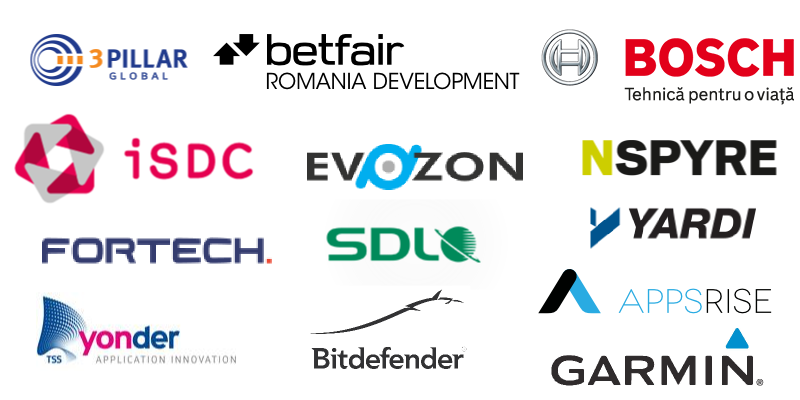 3PILLAR
GLOBAL
betfair
ROMANIA DEVELOPMENT
BOSCH
Tehnică pentru o viață
iSDC
EVOZON
NSPYRE
FORTECH.
SDL
YARDI
TSS
yonder
APPLICATION INNOVATION
Bitdefender
APPSRISE
GARMIN®